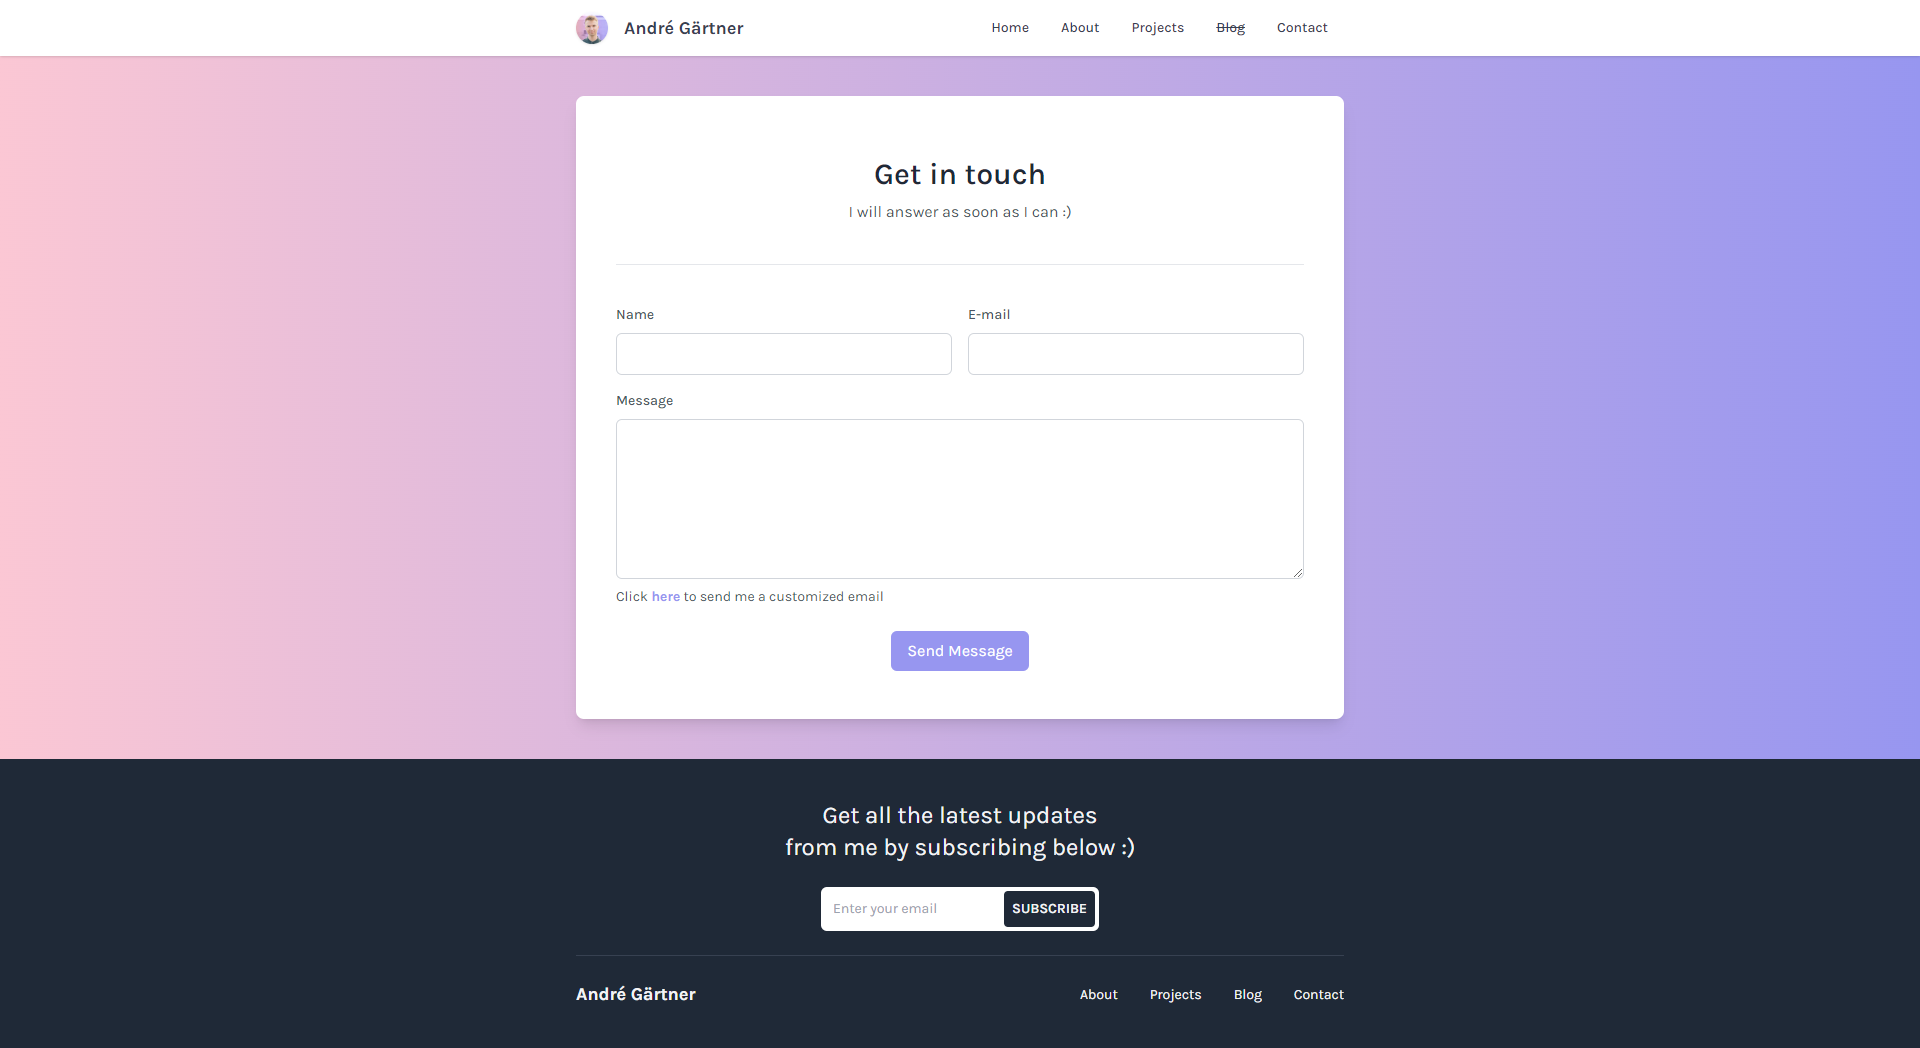 André Gärtner
Home About Projects Blog Contact
Get in touch
I will answer as soon as I can :)
Name
E-mail
Message
Click here to send me a customized email
Send Message
Get all the latest updates
from me by subscribing below :)
Enter your email
SUBSCRIBE
André Gärtner
About Projects Blog Contact